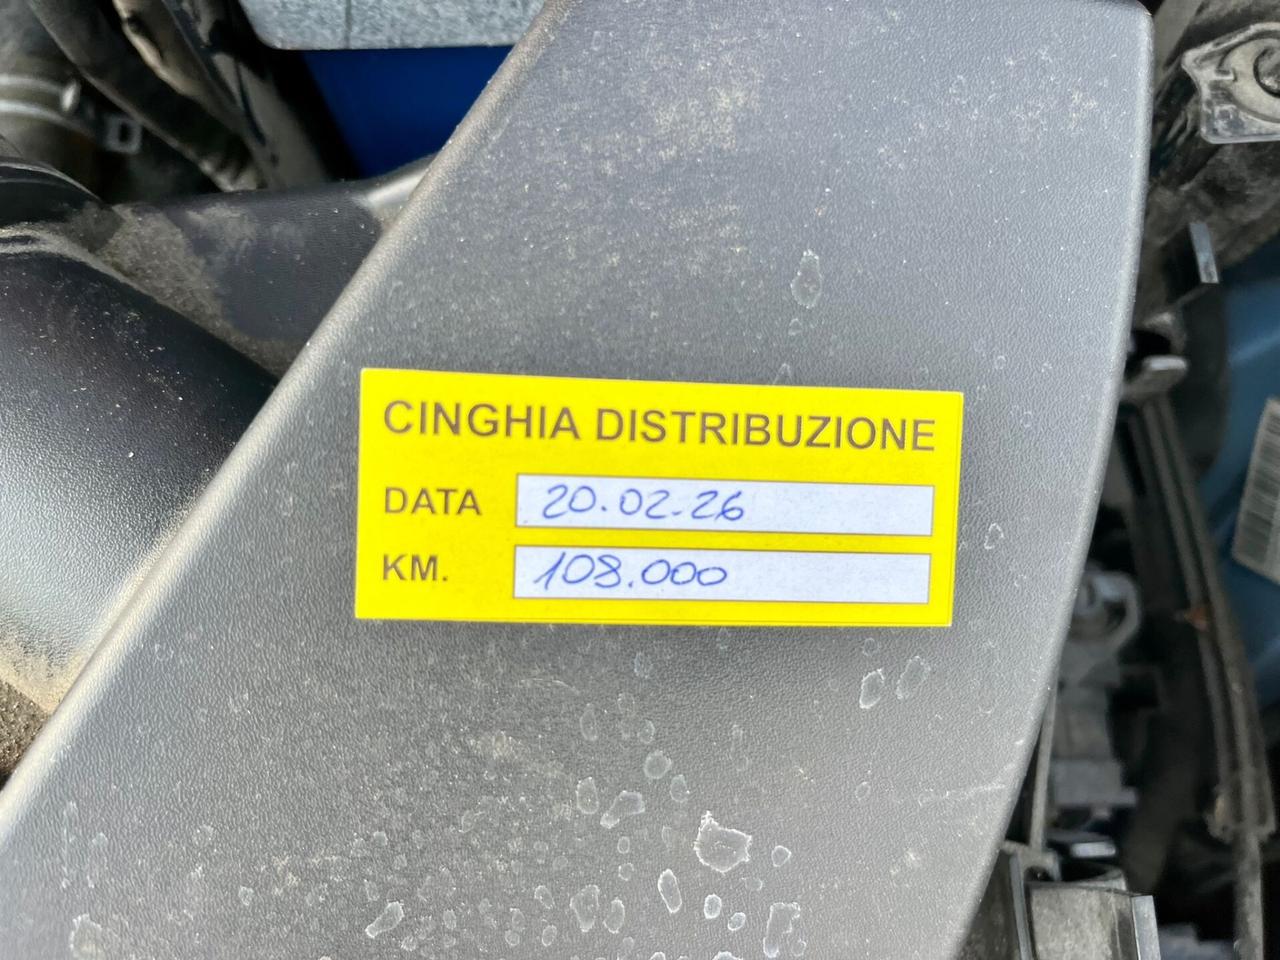 CINGHIA DISTRIBUZIONE
DATA 20.02.26
KM. 108.000